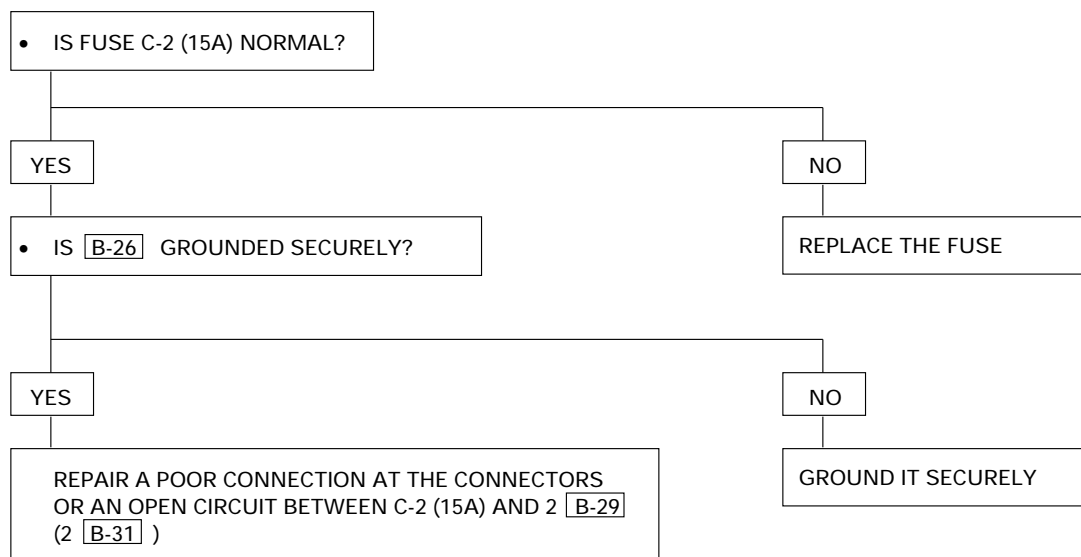 • IS FUSE C-2 (15A) NORMAL?
YES
NO
• IS B-26 GROUNDED SECURELY?
REPLACE THE FUSE
YES
NO
REPAIR A POOR CONNECTION AT THE CONNECTORS
OR AN OPEN CIRCUIT BETWEEN C-2 (15A) AND 2 B-29
(2 B-31 )
GROUND IT SECURELY